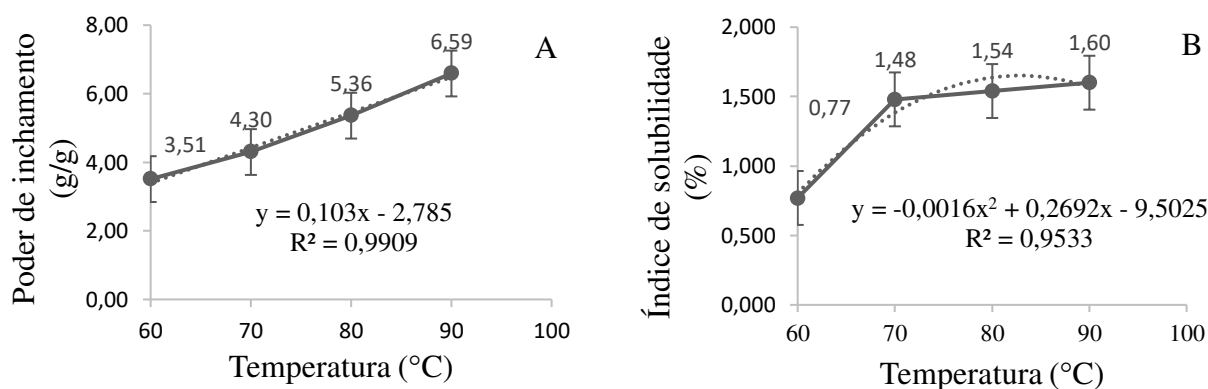 A
Poder de inchamento
(g/g)
8,00
6,00
4,00
2,00
0,00
3,51
4,30
5,36
6,59
y = 0,103x - 2,785
R² = 0,9909
60 70 80 90 100
Temperatura (°C)
B
Índice de solubilidade
(%)
2,000
1,500
1,000
0,500
0,000
0,77
1,48
1,54
1,60
y = -0,0016x² + 0,2692x - 9,5025
R² = 0,9533
60 70 80 90 100
Temperatura (°C)